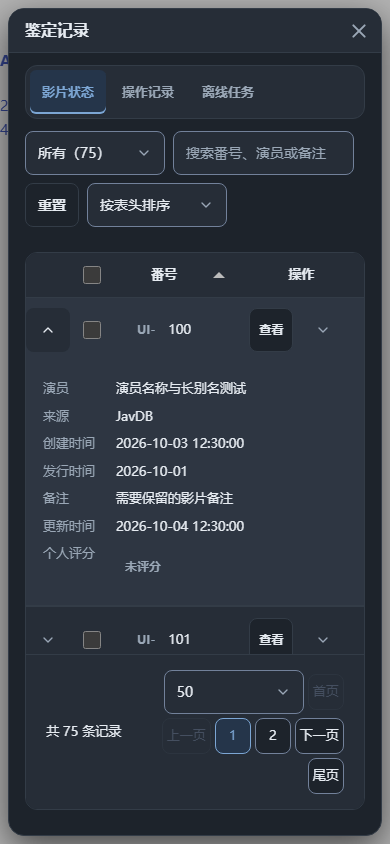 鉴定记录
影片状态 操作记录 离线任务
所有（75） 搜索番号、演员或备注
重置 按表头排序
番号 操作
UI- 100 查看
演员 演员名称与长别名测试
来源 JavDB
创建时间 2026-10-03 12:30:00
发行时间 2026-10-01
备注 需要保留的影片备注
更新时间 2026-10-04 12:30:00
个人评分 未评分
UI- 101 查看
50 首页
共 75 条记录 上一页 1 2 下一页
尾页